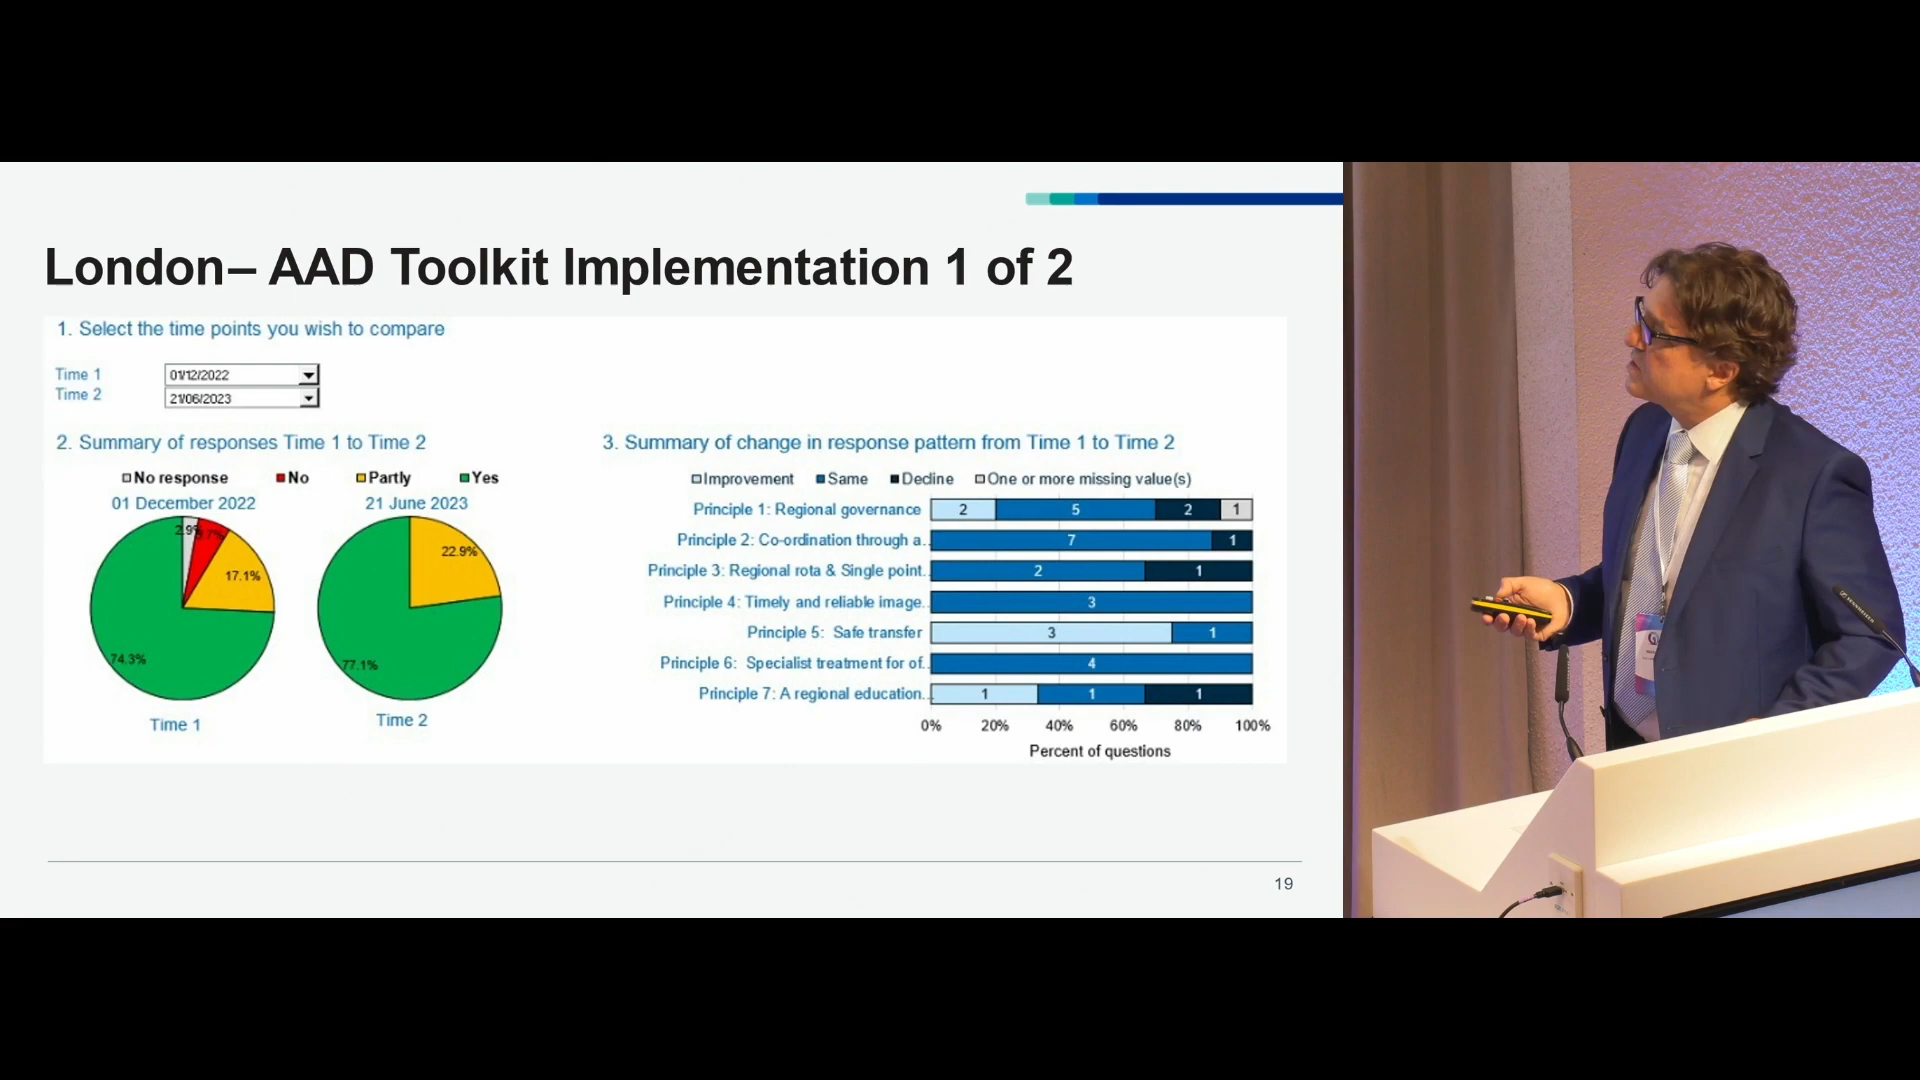 London– AAD Toolkit Implementation 1 of 2
1. Select the time points you wish to compare
Time 1
01/12/2022
Time 2
21/06/2023
2. Summary of responses Time 1 to Time 2
No response
No
Partly
Yes
01 December 2022
21 June 2023
2.9%
5.7%
17.1%
74.3%
22.9%
77.1%
Time 1
Time 2
3. Summary of change in response pattern from Time 1 to Time 2
Improvement
Same
Decline
One or more missing value(s)
Principle 1: Regional governance
2 5 2 1
Principle 2: Co-ordination through a..
7 1
Principle 3: Regional rota & Single point..
2 1
Principle 4: Timely and reliable image..
3
Principle 5: Safe transfer
3 1
Principle 6: Specialist treatment for of..
4
Principle 7: A regional education..
1 1 1
0% 20% 40% 60% 80% 100%
Percent of questions
19
SENNHEISER